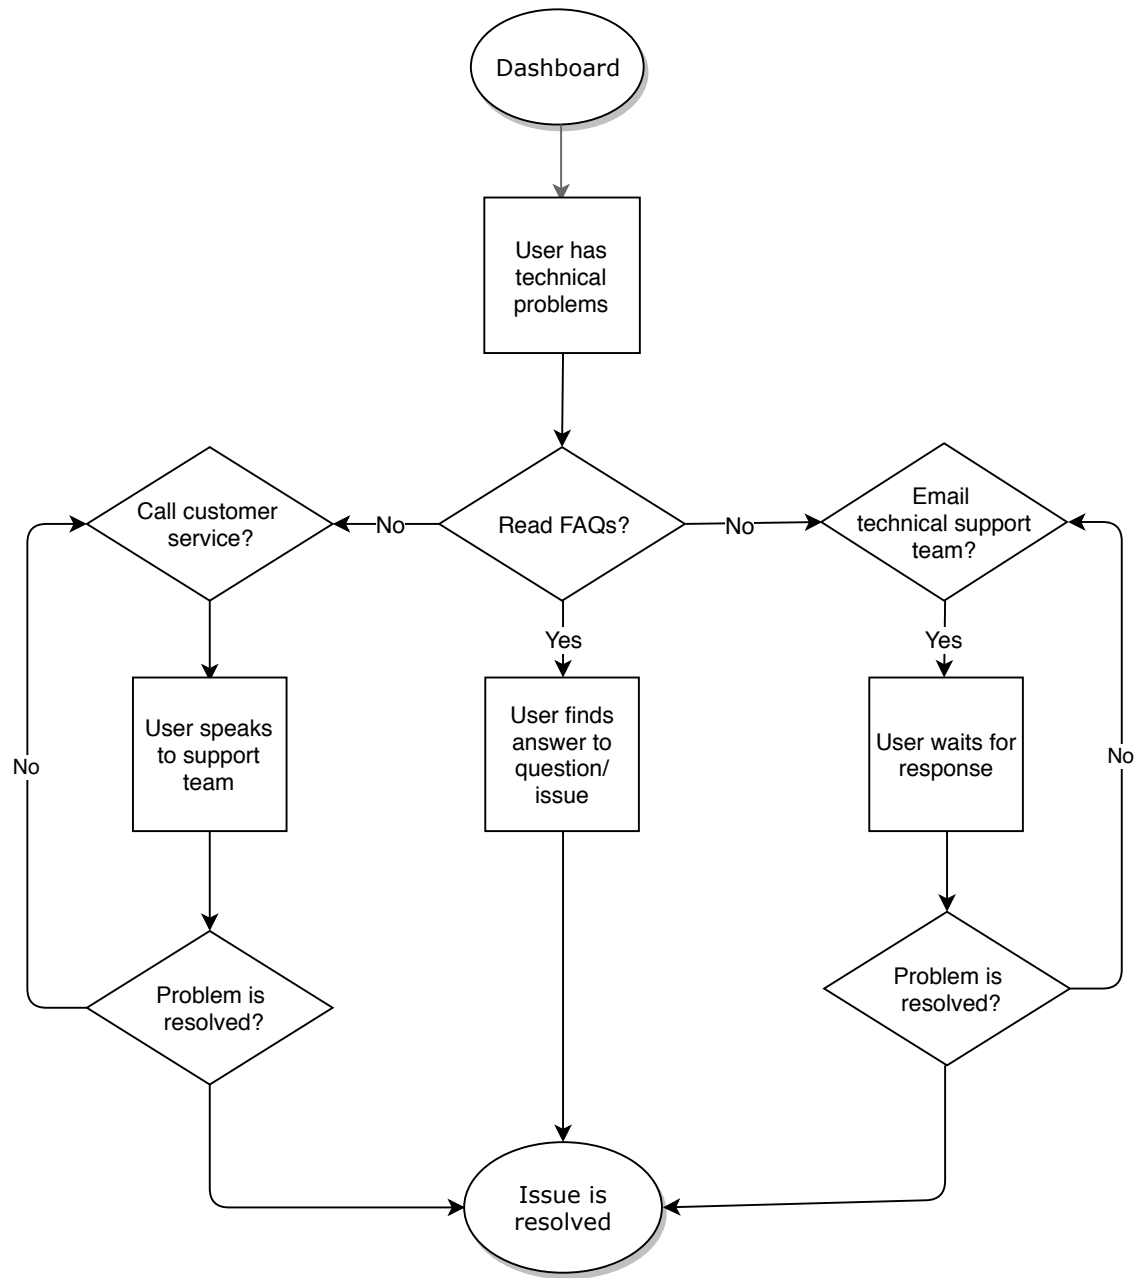 Dashboard
User has
technical
problems
Call customer
service?
No
Read FAQs?
No
Email
technical support
team?
Yes
Yes
User speaks
to support
team
User finds
answer to
question/
issue
User waits for
response
No
No
Problem is
resolved?
Problem is
resolved?
Issue is
resolved